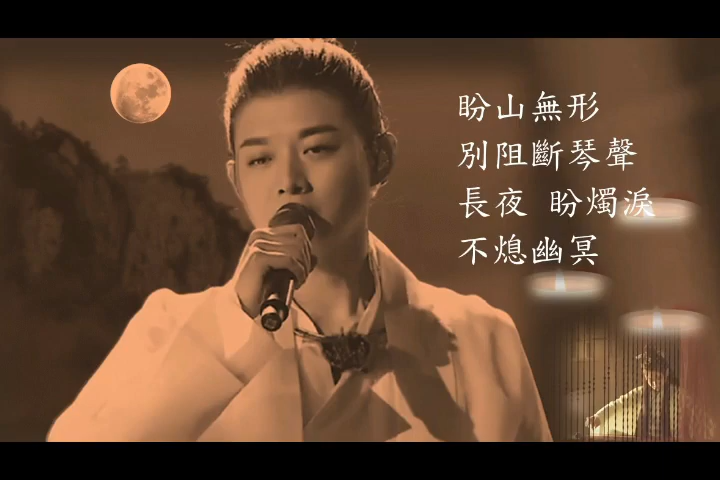 盼山無形
別阻斷琴聲
長夜 盼燭淚
不熄幽冥